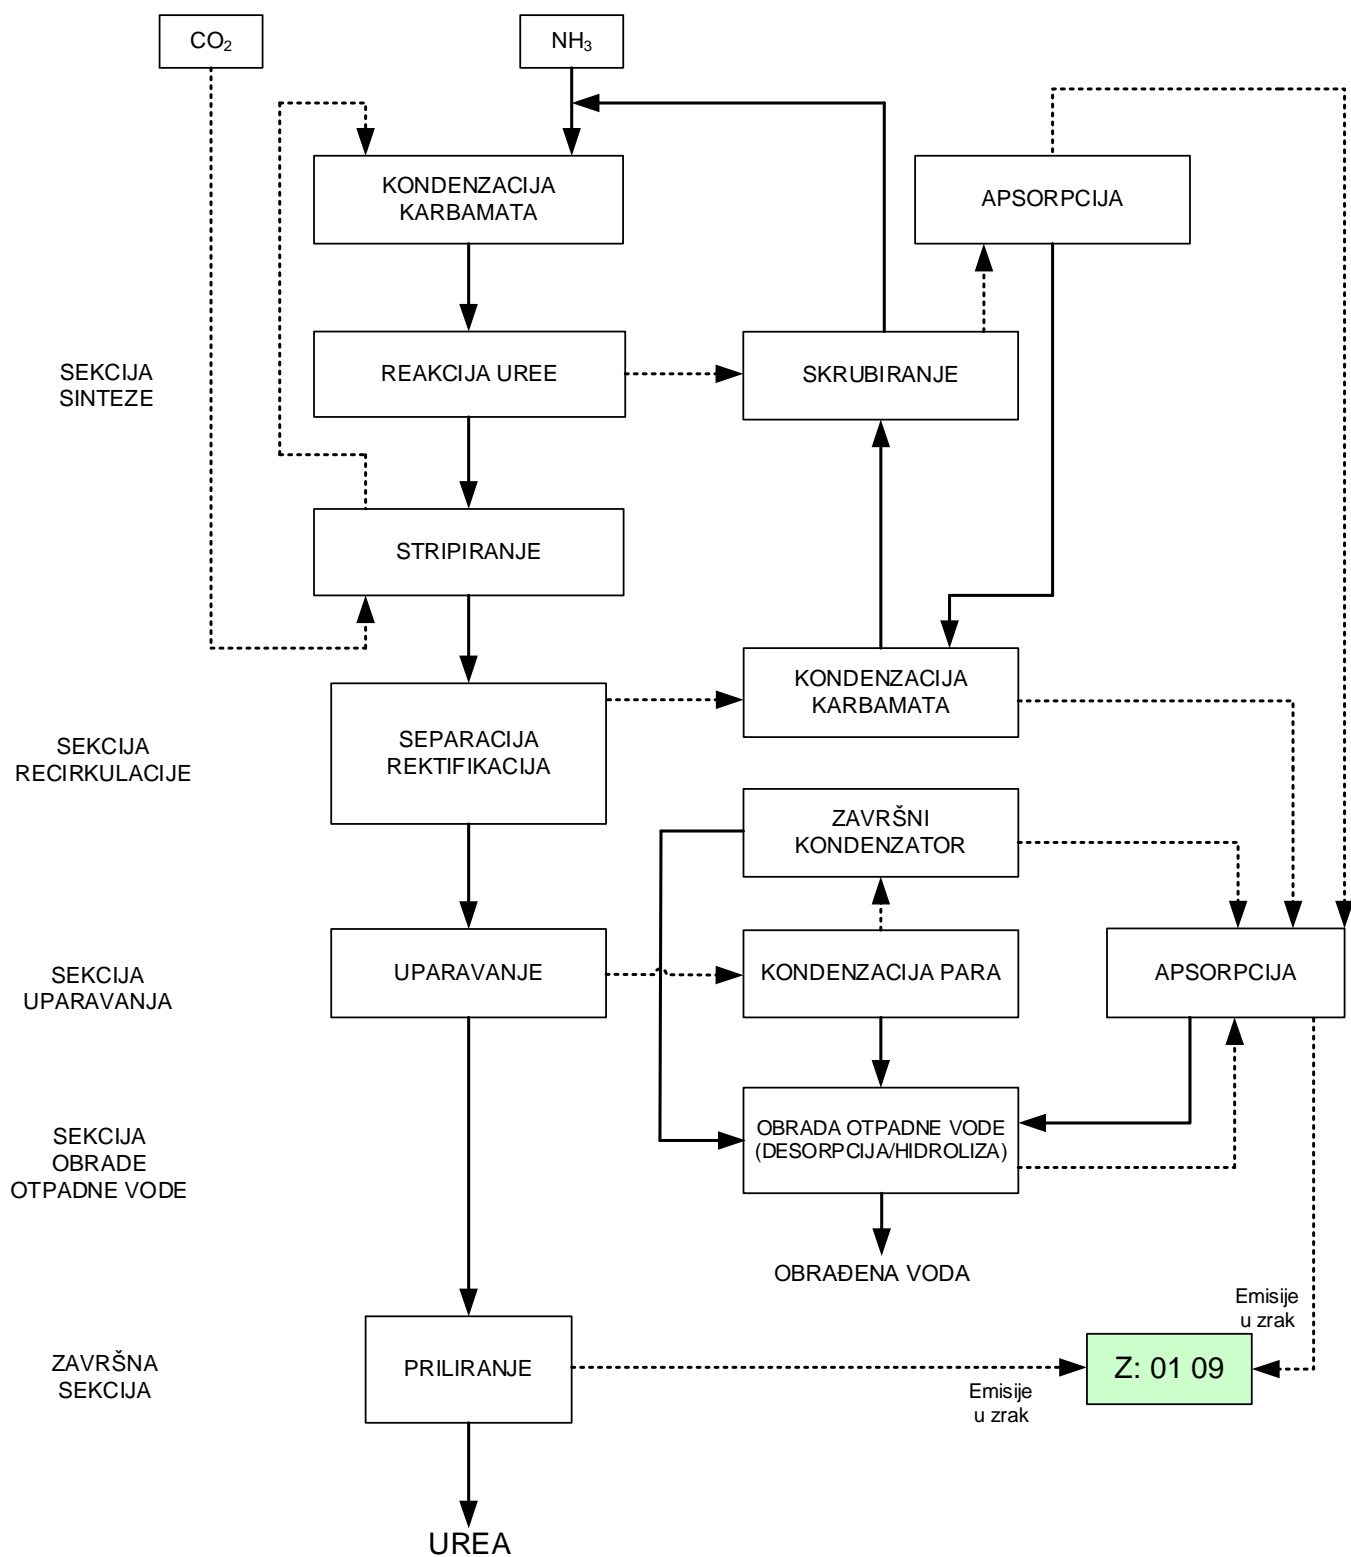 CO₂
NH₃
KONDENZACIJA
KARBAMATA
APSORPCIJA
SEKCIJA
SINTEZE
REAKCIJA UREE
SKRUBIRANJE
STRIPIRANJE
SEKCIJA
RECIRKULACIJE
SEPARACIJA
REKTIFIKACIJA
KONDENZACIJA
KARBAMATA
ZAVRŠNI
KONDENZATOR
SEKCIJA
UPARAVANJA
UPARAVANJE
KONDENZACIJA PARA
APSORPCIJA
SEKCIJA
OBRADE
OTPADNE VODE
OBRADA OTPADNE VODE
(DESORPCIJA/HIDROLIZA)
OBRAĐENA VODA
Emisije
u zrak
ZAVRŠNA
SEKCIJA
PRILIRANJE
Emisije
u zrak
Z: 01 09
UREA